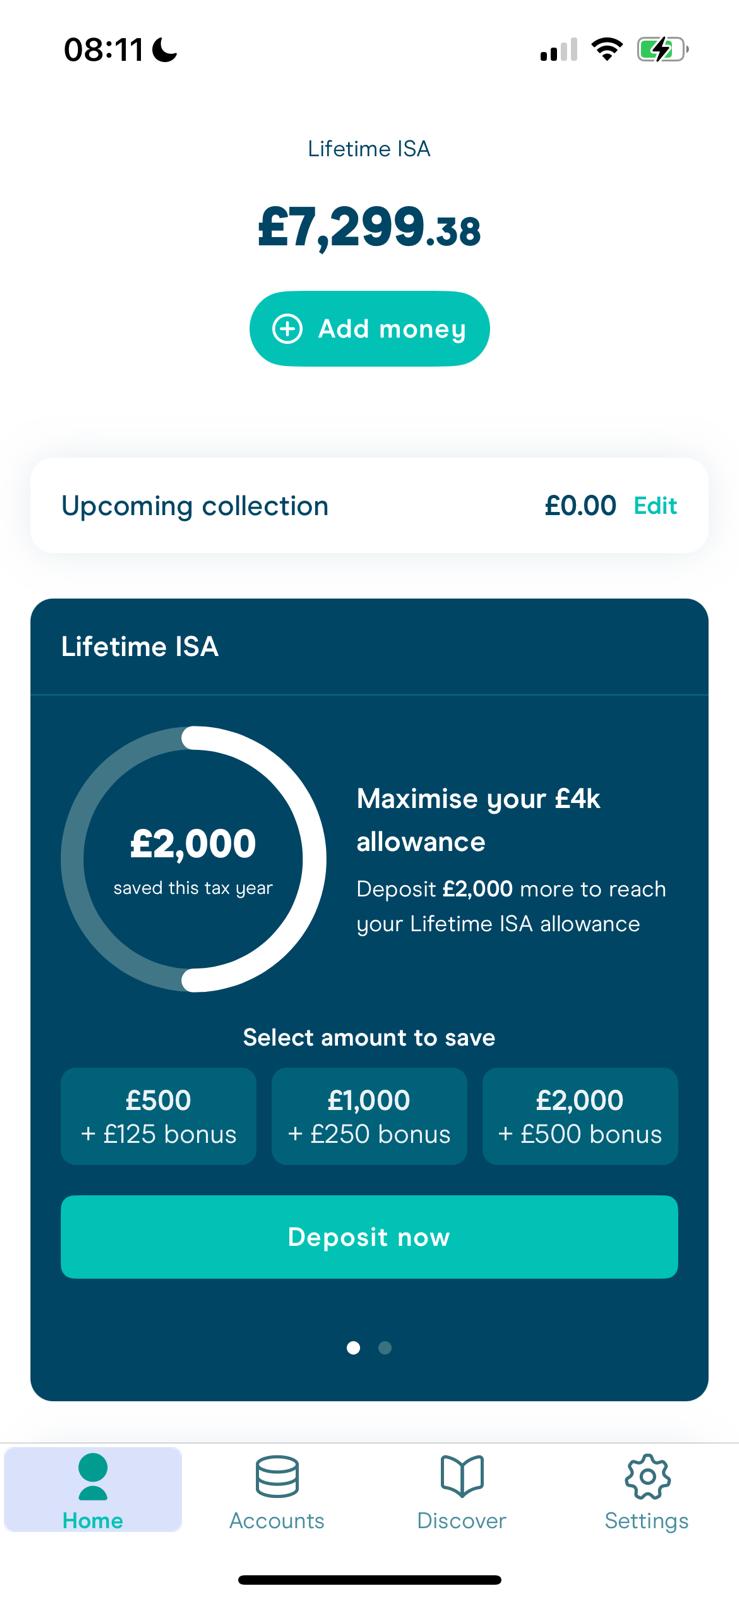 08:11
Lifetime ISA
£7,299.38
Add money
Upcoming collection £0.00 Edit
Lifetime ISA
£2,000
saved this tax year
Maximise your £4k
allowance
Deposit £2,000 more to reach
your Lifetime ISA allowance
Select amount to save
£500
+ £125 bonus
£1,000
+ £250 bonus
£2,000
+ £500 bonus
Deposit now
Home Accounts Discover Settings